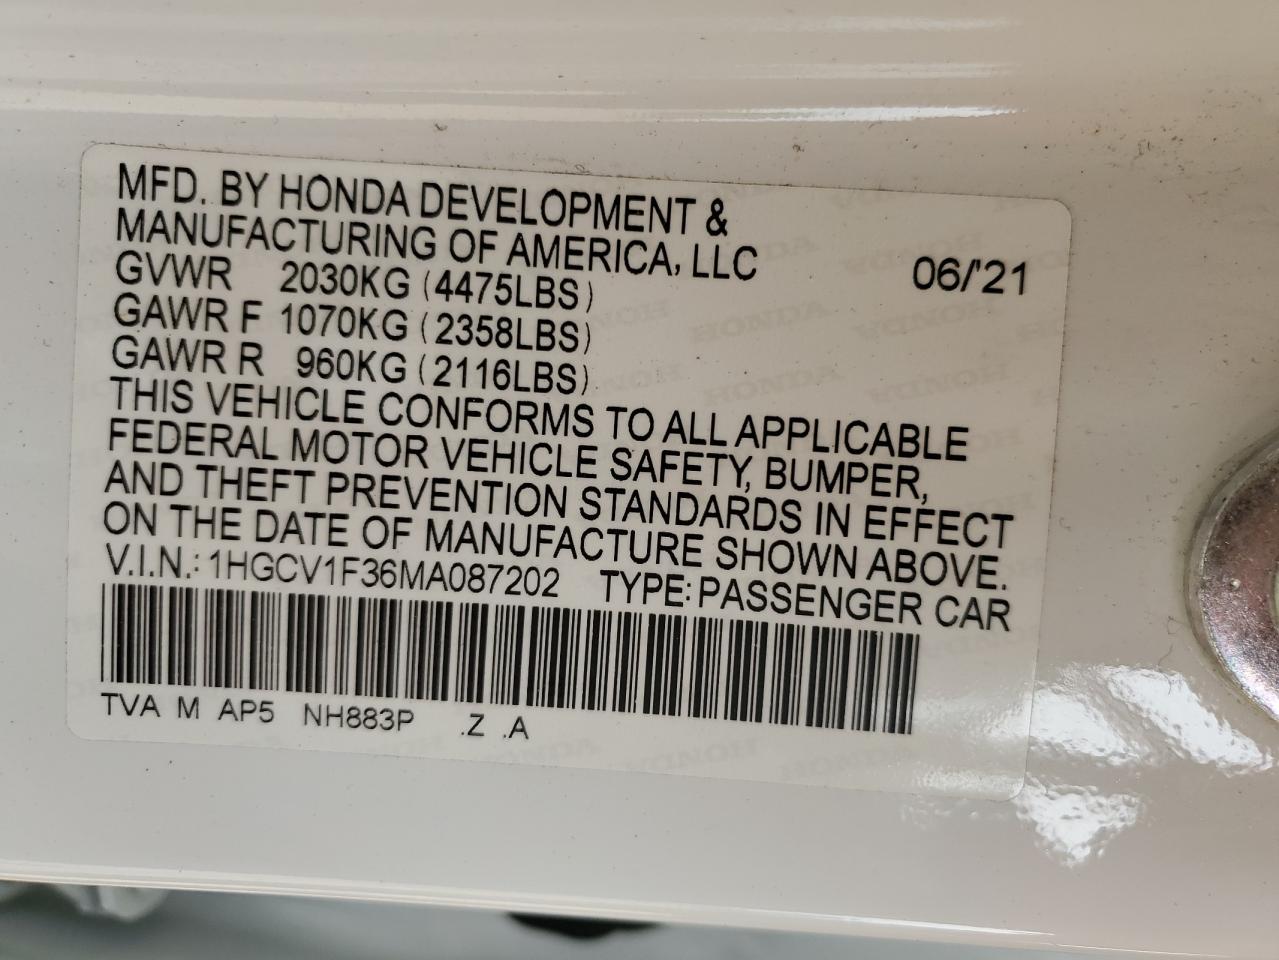 MFD. BY HONDA DEVELOPMENT &
MANUFACTURING OF AMERICA, LLC 06/'21
GVWR 2030KG (4475LBS)
GAWR F 1070KG (2358LBS)
GAWR R 960KG (2116LBS)
THIS VEHICLE CONFORMS TO ALL APPLICABLE
FEDERAL MOTOR VEHICLE SAFETY, BUMPER,
AND THEFT PREVENTION STANDARDS IN EFFECT
ON THE DATE OF MANUFACTURE SHOWN ABOVE.
V.I.N.: 1HGCV1F36MA087202 TYPE: PASSENGER CAR
TVA M AP5 NH883P .Z .A